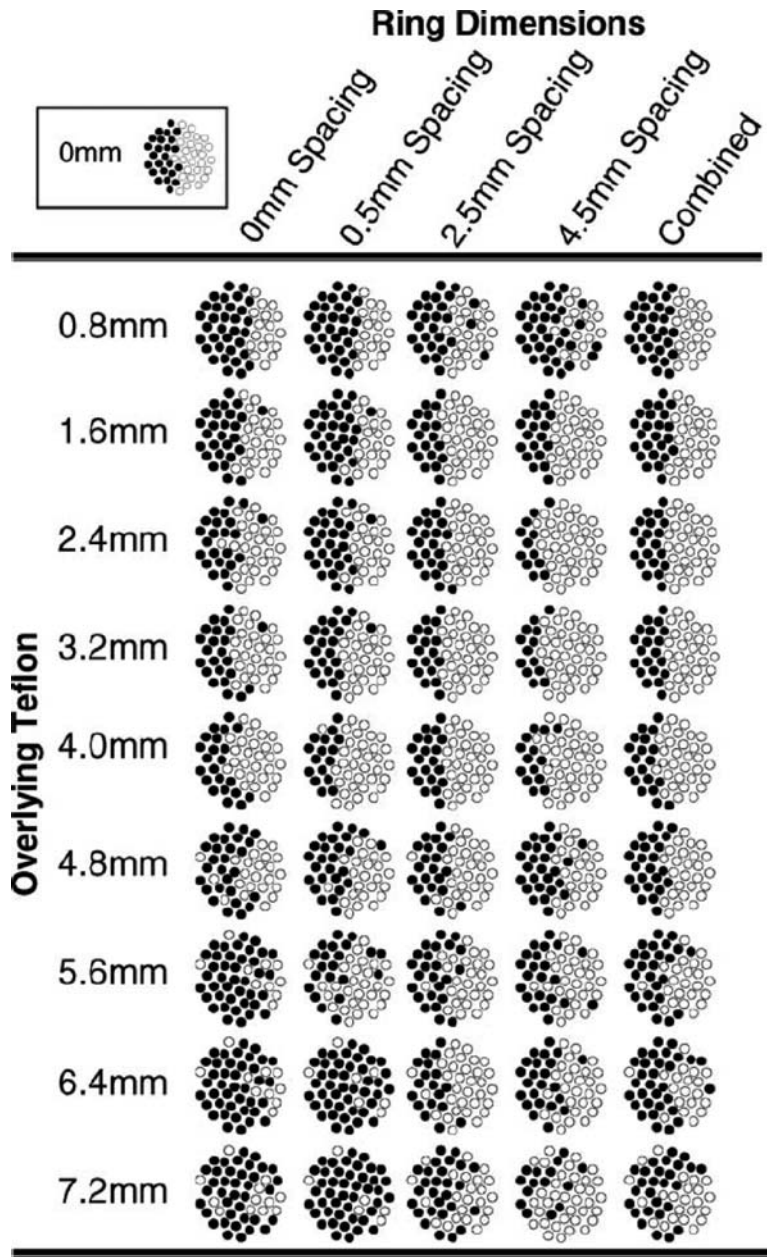 Ring Dimensions
0mm
0mm Spacing
0.5mm Spacing
2.5mm Spacing
4.5mm Spacing
Combined
Overlying Teflon
0.8mm
1.6mm
2.4mm
3.2mm
4.0mm
4.8mm
5.6mm
6.4mm
7.2mm